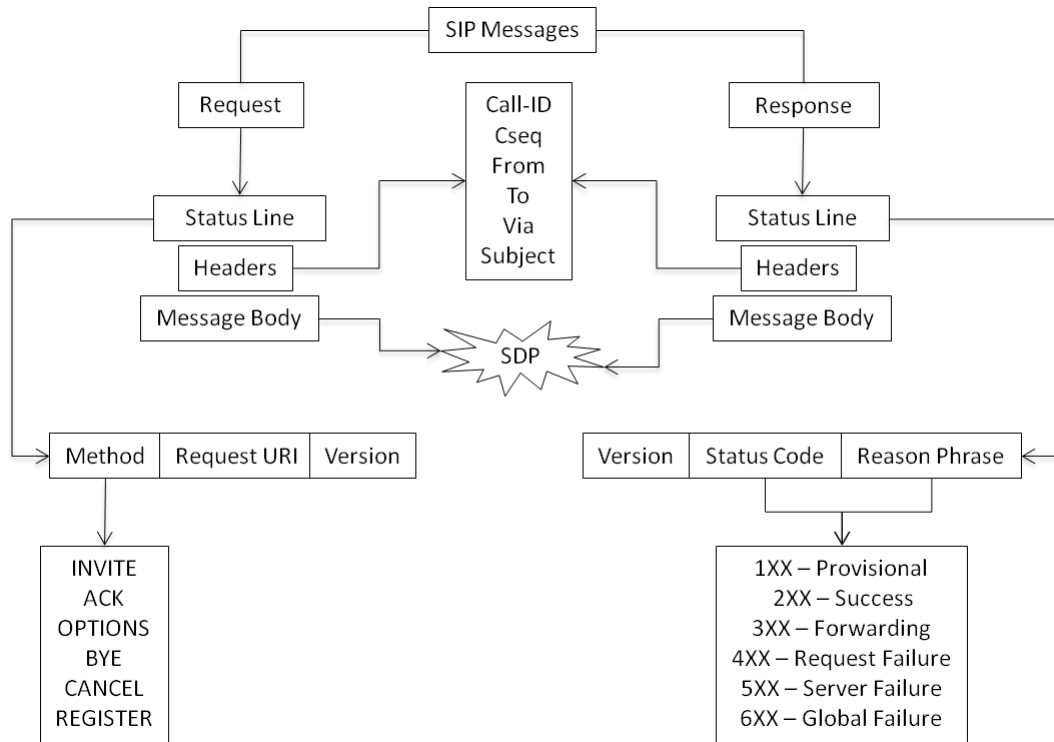 SIP Messages
Request
Response
Call-ID
Cseq
From
To
Via
Subject
Status Line
Status Line
Headers
Headers
Message Body
Message Body
SDP
Method Request URI Version
Version Status Code Reason Phrase
INVITE
ACK
OPTIONS
BYE
CANCEL
REGISTER
1XX – Provisional
2XX – Success
3XX – Forwarding
4XX – Request Failure
5XX – Server Failure
6XX – Global Failure